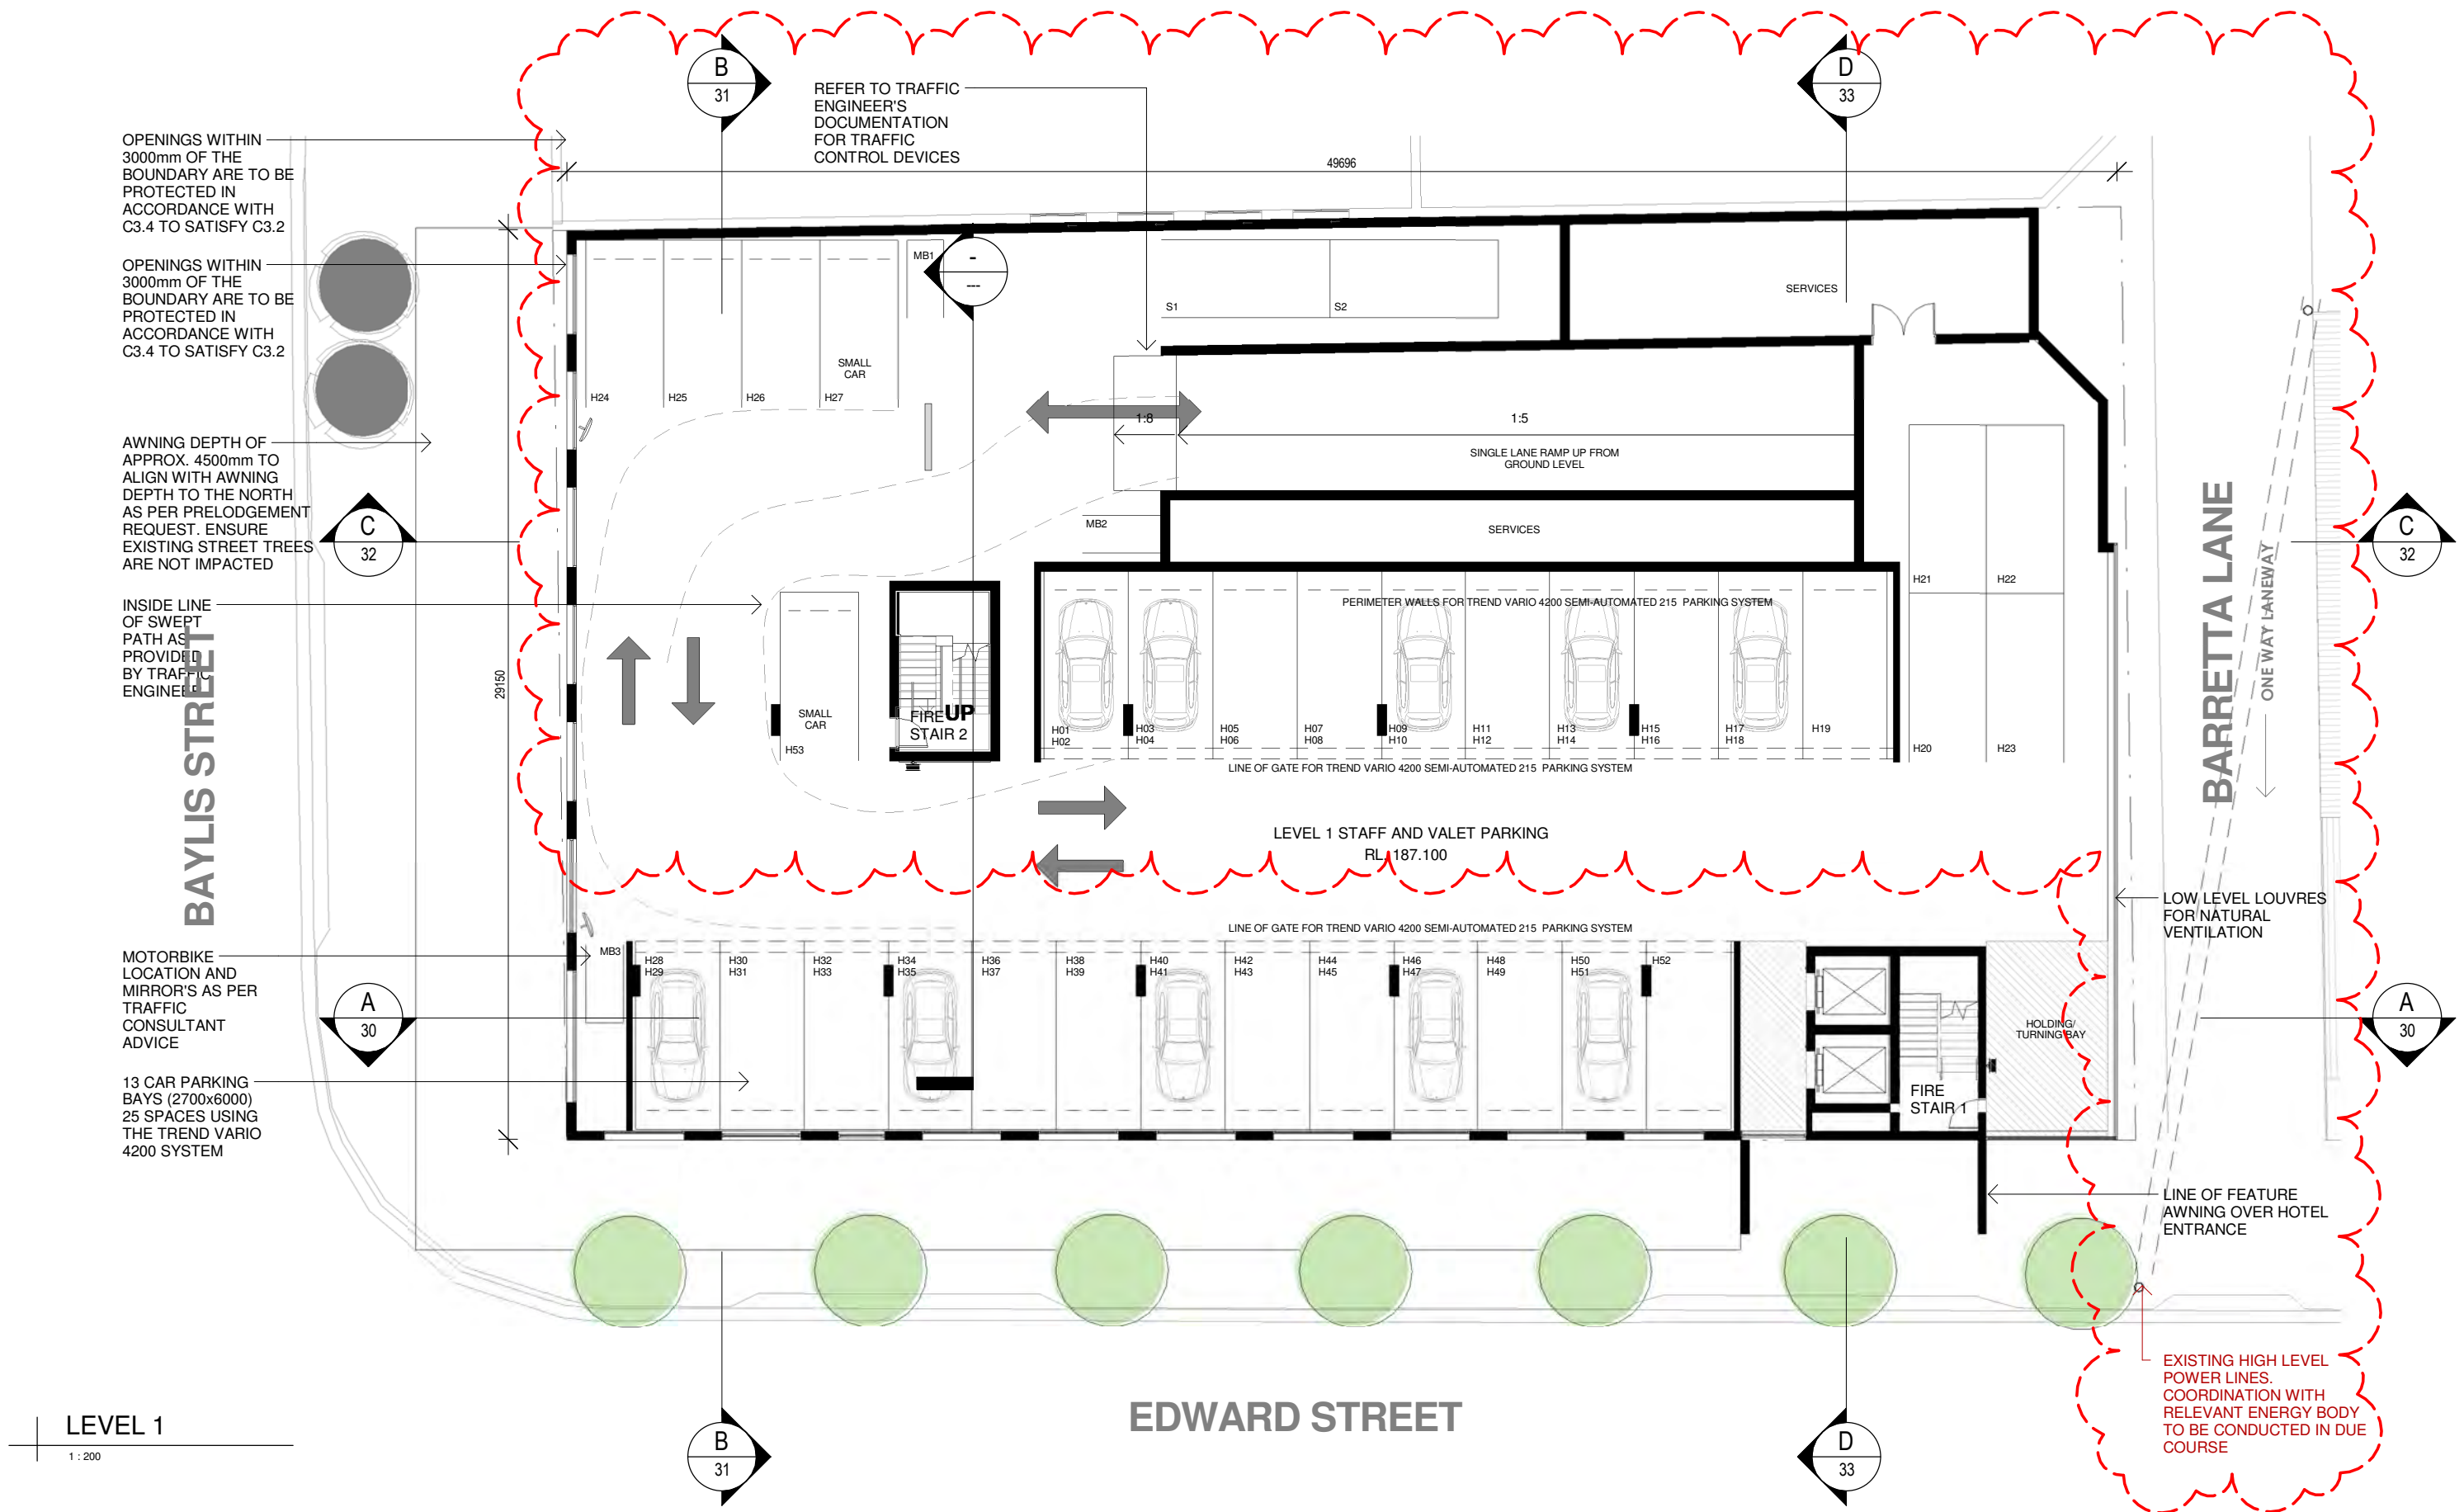 B
31
D
33
REFER TO TRAFFIC
ENGINEER'S
DOCUMENTATION
FOR TRAFFIC
CONTROL DEVICES
OPENINGS WITHIN
3000mm OF THE
BOUNDARY ARE TO BE
PROTECTED IN
ACCORDANCE WITH
C3.4 TO SATISFY C3.2
49696
OPENINGS WITHIN
3000mm OF THE
BOUNDARY ARE TO BE
PROTECTED IN
ACCORDANCE WITH
C3.4 TO SATISFY C3.2
MB1
-
---
S1
S2
SERVICES
SMALL
CAR
H24
H25
H26
H27
1:8
1:5
SINGLE LANE RAMP UP FROM
GROUND LEVEL
AWNING DEPTH OF
APPROX. 4500mm TO
ALIGN WITH AWNING
DEPTH TO THE NORTH
AS PER PRELODGEMENT
REQUEST. ENSURE
EXISTING STREET TREES
ARE NOT IMPACTED
C
32
MB2
SERVICES
C
32
BARRETTA LANE
ONE WAY LANEWAY
H21
H22
INSIDE LINE
OF SWEPT
PATH AS
PROVIDED
BY TRAFFIC
ENGINEER
BAYLIS STREET
29150
PERIMETER WALLS FOR TREND VARIO 4200 SEMI-AUTOMATED 215 PARKING SYSTEM
SMALL
CAR
H53
FIRE
STAIR 2
UP
H01
H02
H03
H04
H05
H06
H07
H08
H09
H10
H11
H12
H13
H14
H15
H16
H17
H18
H19
H20
H23
LINE OF GATE FOR TREND VARIO 4200 SEMI-AUTOMATED 215 PARKING SYSTEM
LEVEL 1 STAFF AND VALET PARKING
RL. 187.100
LOW LEVEL LOUVRES
FOR NATURAL
VENTILATION
LINE OF GATE FOR TREND VARIO 4200 SEMI-AUTOMATED 215 PARKING SYSTEM
MOTORBIKE
LOCATION AND
MIRROR'S AS PER
TRAFFIC
CONSULTANT
ADVICE
MB3
H28
H29
H30
H31
H32
H33
H34
H35
H36
H37
H38
H39
H40
H41
H42
H43
H44
H45
H46
H47
H48
H49
H50
H51
H52
A
30
HOLDING/
TURNING BAY
A
30
13 CAR PARKING
BAYS (2700x6000)
25 SPACES USING
THE TREND VARIO
4200 SYSTEM
FIRE
STAIR 1
LINE OF FEATURE
AWNING OVER HOTEL
ENTRANCE
EXISTING HIGH LEVEL
POWER LINES.
COORDINATION WITH
RELEVANT ENERGY BODY
TO BE CONDUCTED IN DUE
COURSE
EDWARD STREET
LEVEL 1
1 : 200
B
31
D
33